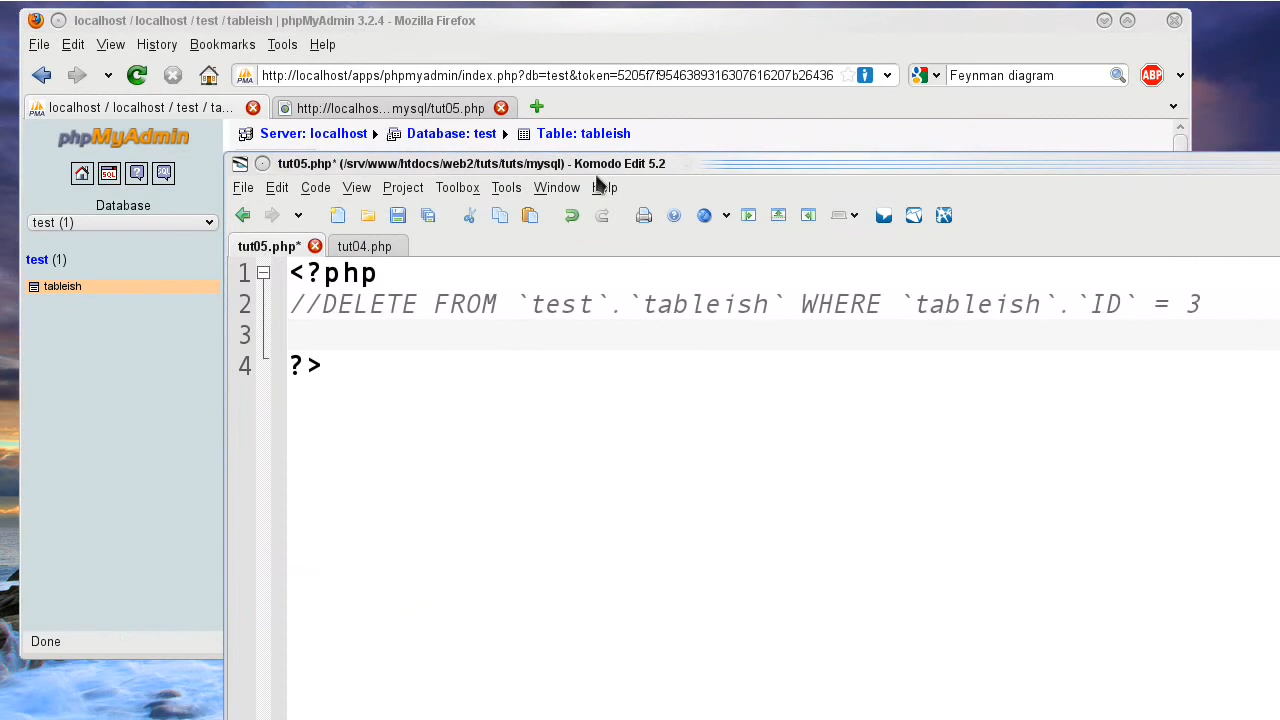 localhost / localhost / test / tableish | phpMyAdmin 3.2.4 - Mozilla Firefox
File Edit View History Bookmarks Tools Help
http://localhost/apps/phpmyadmin/index.php?db=test&token=5205f7f9546389316307616207b26436
Feynman diagram
ABP
PMA localhost / localhost / test / ta...
http://localhos...mysql/tut05.php
phpMyAdmin
Server: localhost Database: test Table: tableish
SQL
Database
test (1)
test (1)
tableish
Done
tut05.php* (/srv/www/htdocs/web2/tuts/tuts/mysql) - Komodo Edit 5.2
File Edit Code View Project Toolbox Tools Window Help
tut05.php* tut04.php
1 <?php
2 //DELETE FROM `test`.`tableish` WHERE `tableish`.`ID` = 3
3
4 ?>